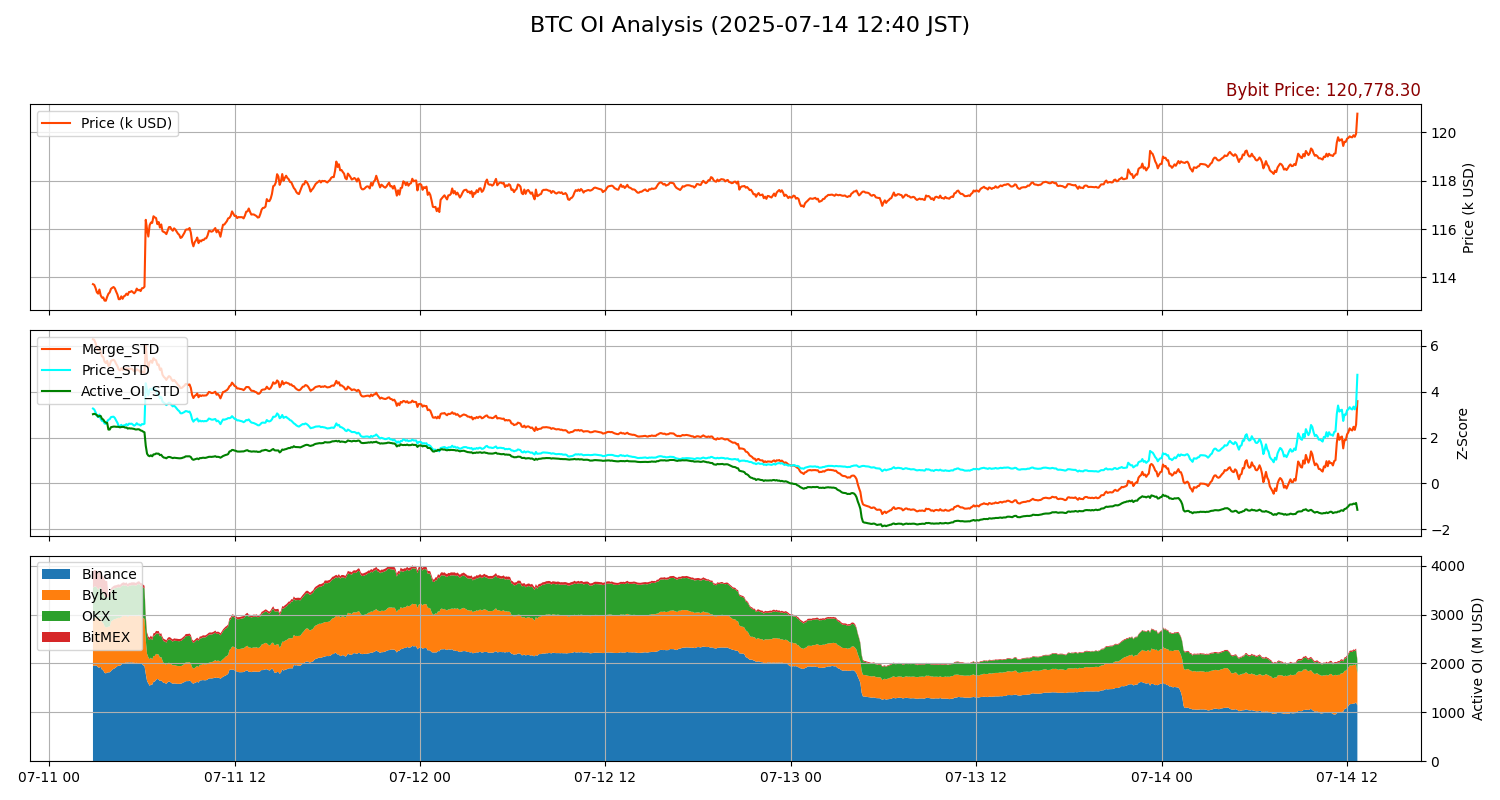 BTC OI Analysis (2025-07-14 12:40 JST)
Bybit Price: 120,778.30
Price (k USD)
120
118
116
114
Price (k USD)
Merge_STD
Price_STD
Active_OI_STD
6
4
2
0
−2
Z-Score
Binance
Bybit
OKX
BitMEX
4000
3000
2000
1000
0
Active OI (M USD)
07-11 00
07-11 12
07-12 00
07-12 12
07-13 00
07-13 12
07-14 00
07-14 12